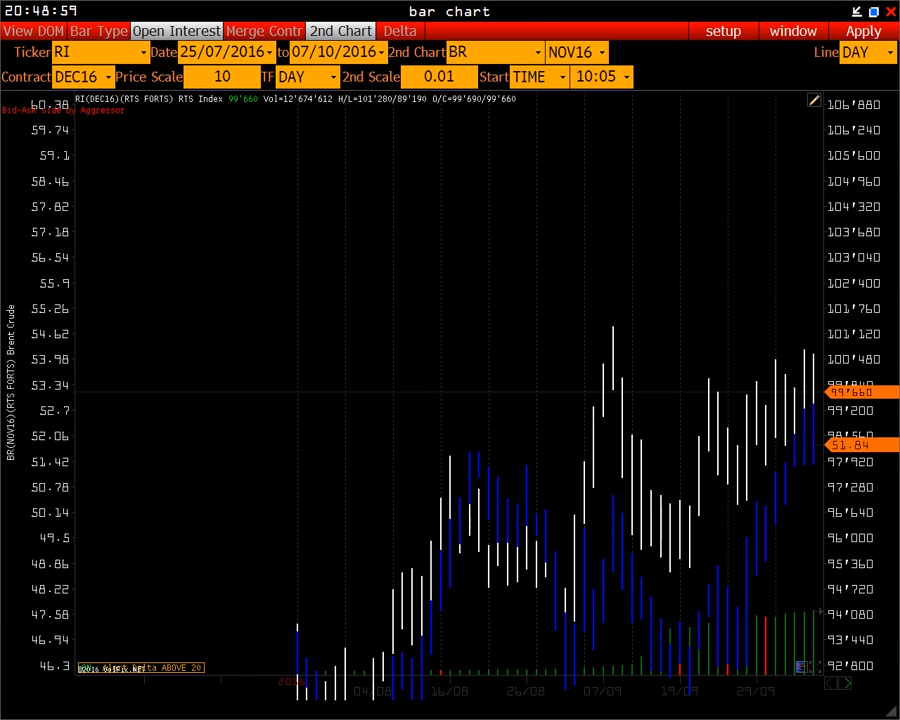 20:48:59 bar chart
View DOM Bar Type Open Interest Merge Contr 2nd Chart Delta setup window Apply
Ticker RI Date 25/07/2016 to 07/10/2016 2nd Chart BR NOV16 Line DAY
Contract DEC16 Price Scale 10 TF DAY 2nd Scale 0.01 Start TIME 10:05
RI(DEC16)(RTS FORTS) RTS Index 99'660 Vol=12'674'612 H/L=101'280/89'190 O/C=99'690/99'660
Bid-Ask side by Aggressor
60.38 106'880
59.74 106'240
59.1 105'600
58.46 104'960
57.82 104'320
57.18 103'680
56.54 103'040
55.9 102'400
55.26 101'760
54.62 101'120
53.98 100'480
53.34 99'840
99'660
52.7 99'200
52.06 98'560
51.84
51.42 97'920
50.78 97'280
50.14 96'640
49.5 96'000
48.86 95'360
48.22 94'720
47.58 94'080
46.94 93'440
46.3 92'800
BR(NOV16)(RTS FORTS) Brent Crude
Alert Delta ABOVE 20
©2016 VolFix.NET
2016 04/08 16/08 26/08 07/09 19/09 29/09